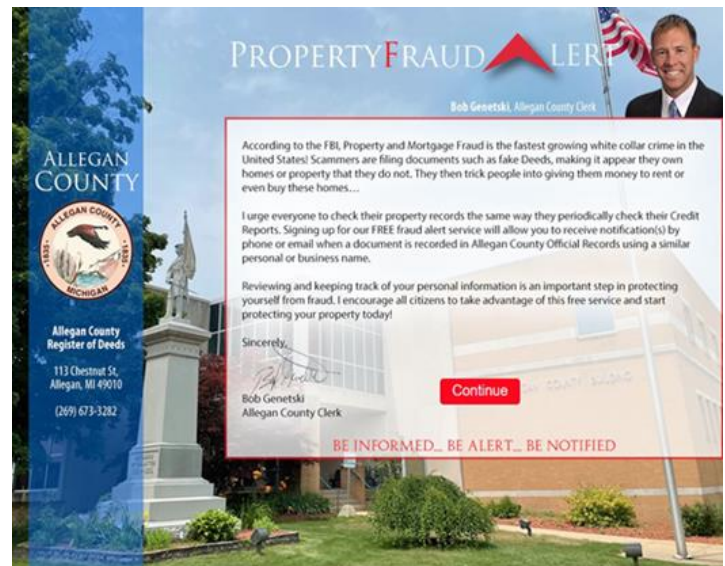 PROPERTYFRAUD ALERT
Bob Genetski, Allegan County Clerk
ALLEGAN
COUNTY
ALLEGAN COUNTY
·1835· ·1835·
MICHIGAN
Allegan County
Register of Deeds
113 Chestnut St,
Allegan, MI 49010
(269) 673-3282
According to the FBI, Property and Mortgage Fraud is the fastest growing white collar crime in the
United States! Scammers are filing documents such as fake Deeds, making it appear they own
homes or property that they do not. They then trick people into giving them money to rent or
even buy these homes…
I urge everyone to check their property records the same way they periodically check their Credit
Reports. Signing up for our FREE fraud alert service will allow you to receive notification(s) by
phone or email when a document is recorded in Allegan County Official Records using a similar
personal or business name.
Reviewing and keeping track of your personal information is an important step in protecting
yourself from fraud. I encourage all citizens to take advantage of this free service and start
protecting your property today!
Sincerely,
Bob Genetski
Allegan County Clerk
Continue
COUNTY BUILDING
BE INFORMED... BE ALERT... BE NOTIFIED